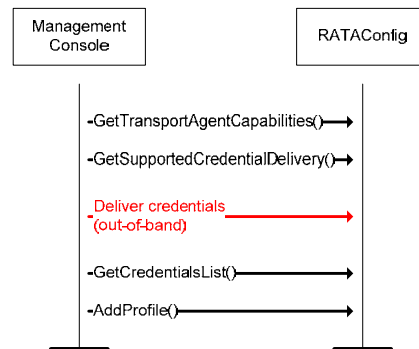 Management
Console
RATAConfig
GetTransportAgentCapabilities()
GetSupportedCredentialDelivery()
Deliver credentials
(out-of-band)
GetCredentialsList()
AddProfile()